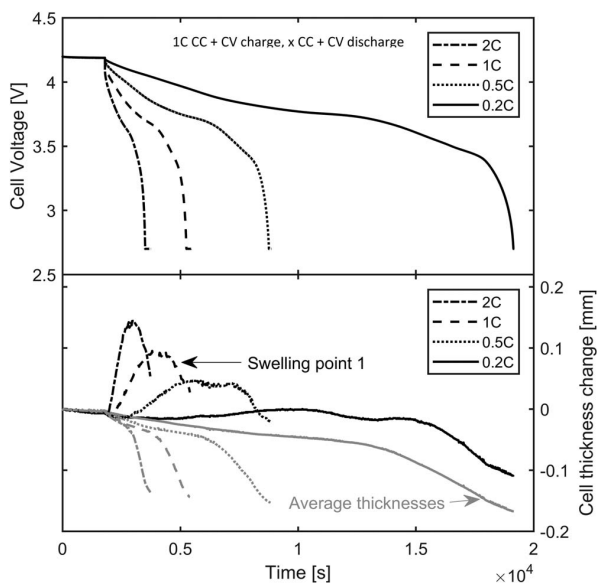 1C CC + CV charge, x CC + CV discharge
4.5
4
3.5
3
2.5
Cell Voltage [V]
2C
1C
0.5C
0.2C
2C
1C
0.5C
0.2C
Swelling point 1
Average thicknesses
0.2
0.1
0
-0.1
-0.2
Cell thickness change [mm]
0
0.5
1
1.5
2
×10⁴
Time [s]